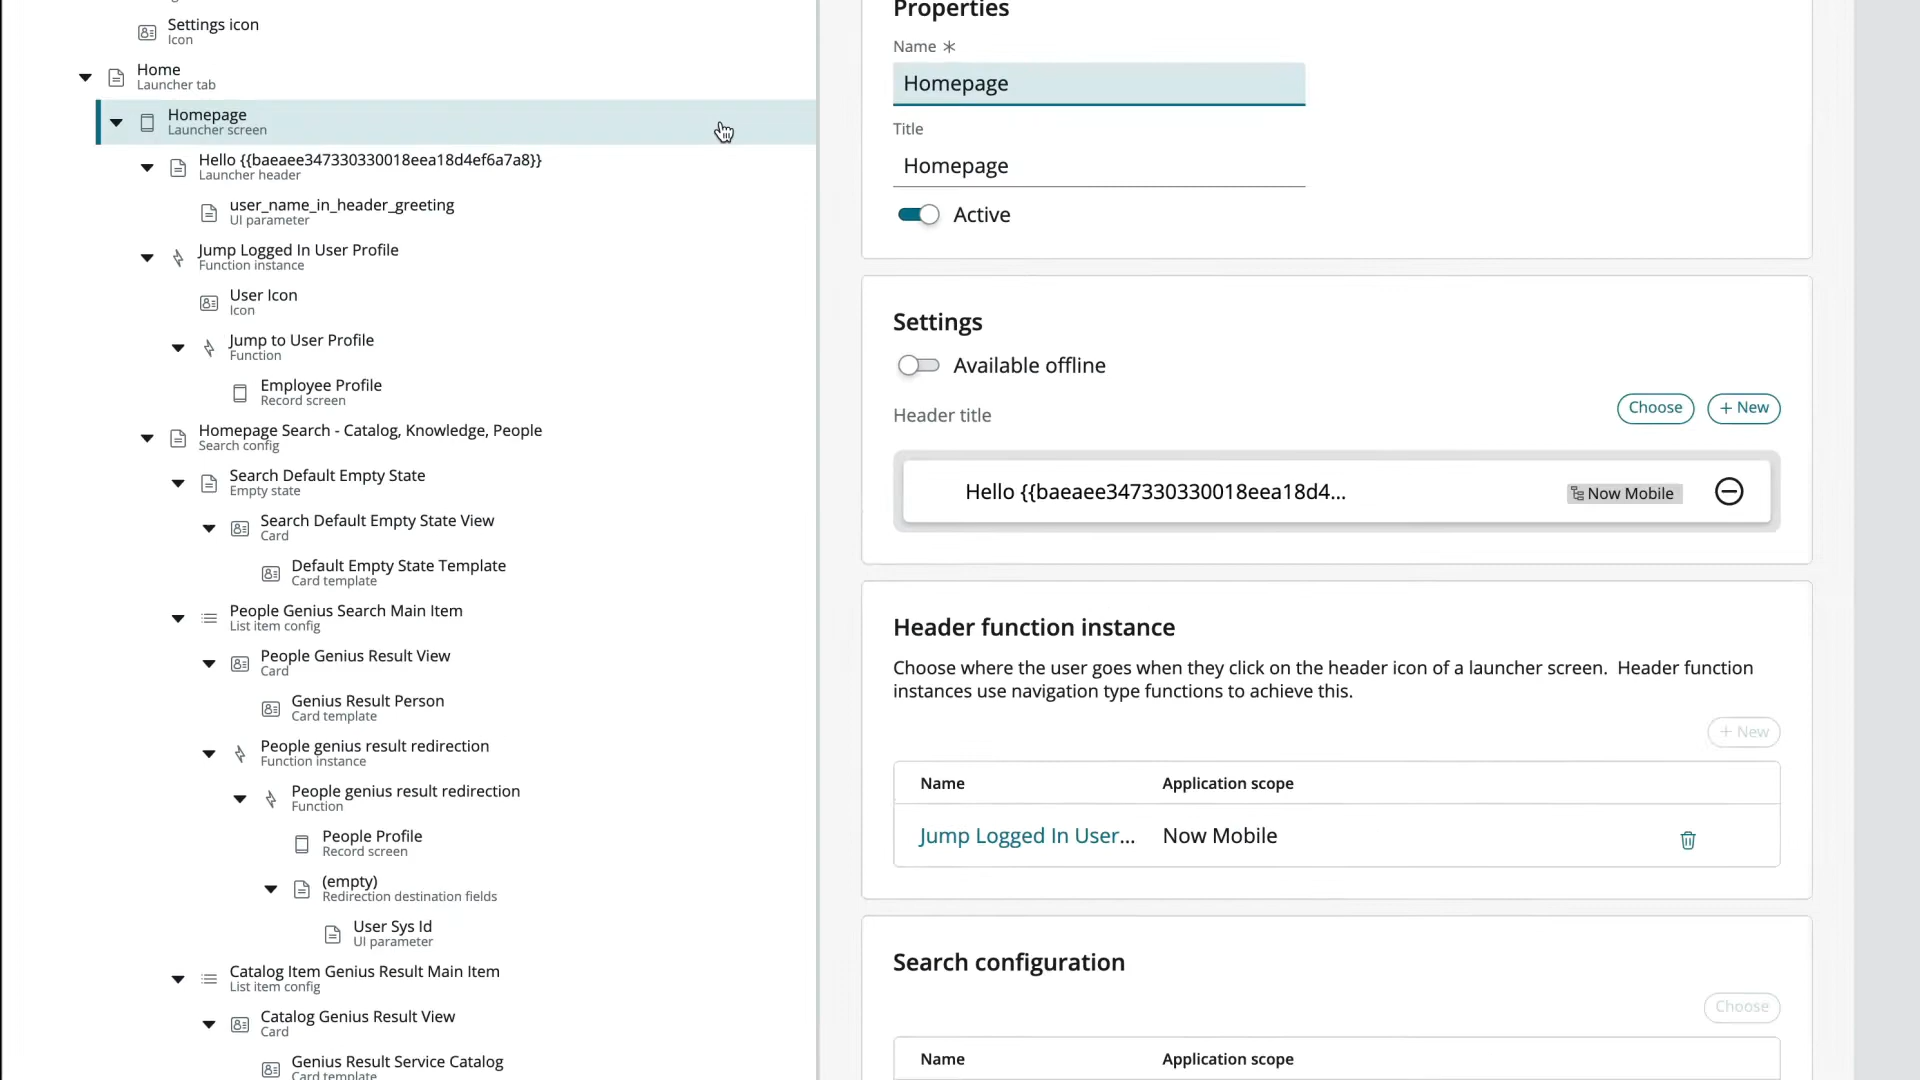 Settings icon
Icon
Home
Launcher tab
Homepage
Launcher screen
Hello {{baeaee347330330018eea18d4ef6a7a8}}
Launcher header
user_name_in_header_greeting
UI parameter
Jump Logged In User Profile
Function instance
User Icon
Icon
Jump to User Profile
Function
Employee Profile
Record screen
Homepage Search - Catalog, Knowledge, People
Search config
Search Default Empty State
Empty state
Search Default Empty State View
Card
Default Empty State Template
Card template
People Genius Search Main Item
List item config
People Genius Result View
Card
Genius Result Person
Card template
People genius result redirection
Function instance
People genius result redirection
Function
People Profile
Record screen
(empty)
Redirection destination fields
User Sys Id
UI parameter
Catalog Item Genius Result Main Item
List item config
Catalog Genius Result View
Card
Genius Result Service Catalog
Card template
Properties
Name *
Homepage
Title
Homepage
Active
Settings
Available offline
Header title
Choose
+ New
Hello {{baeaee347330330018eea18d4...
Now Mobile
Header function instance
Choose where the user goes when they click on the header icon of a launcher screen. Header function
instances use navigation type functions to achieve this.
+ New
Name Application scope
Jump Logged In User... Now Mobile
Search configuration
Choose
Name Application scope